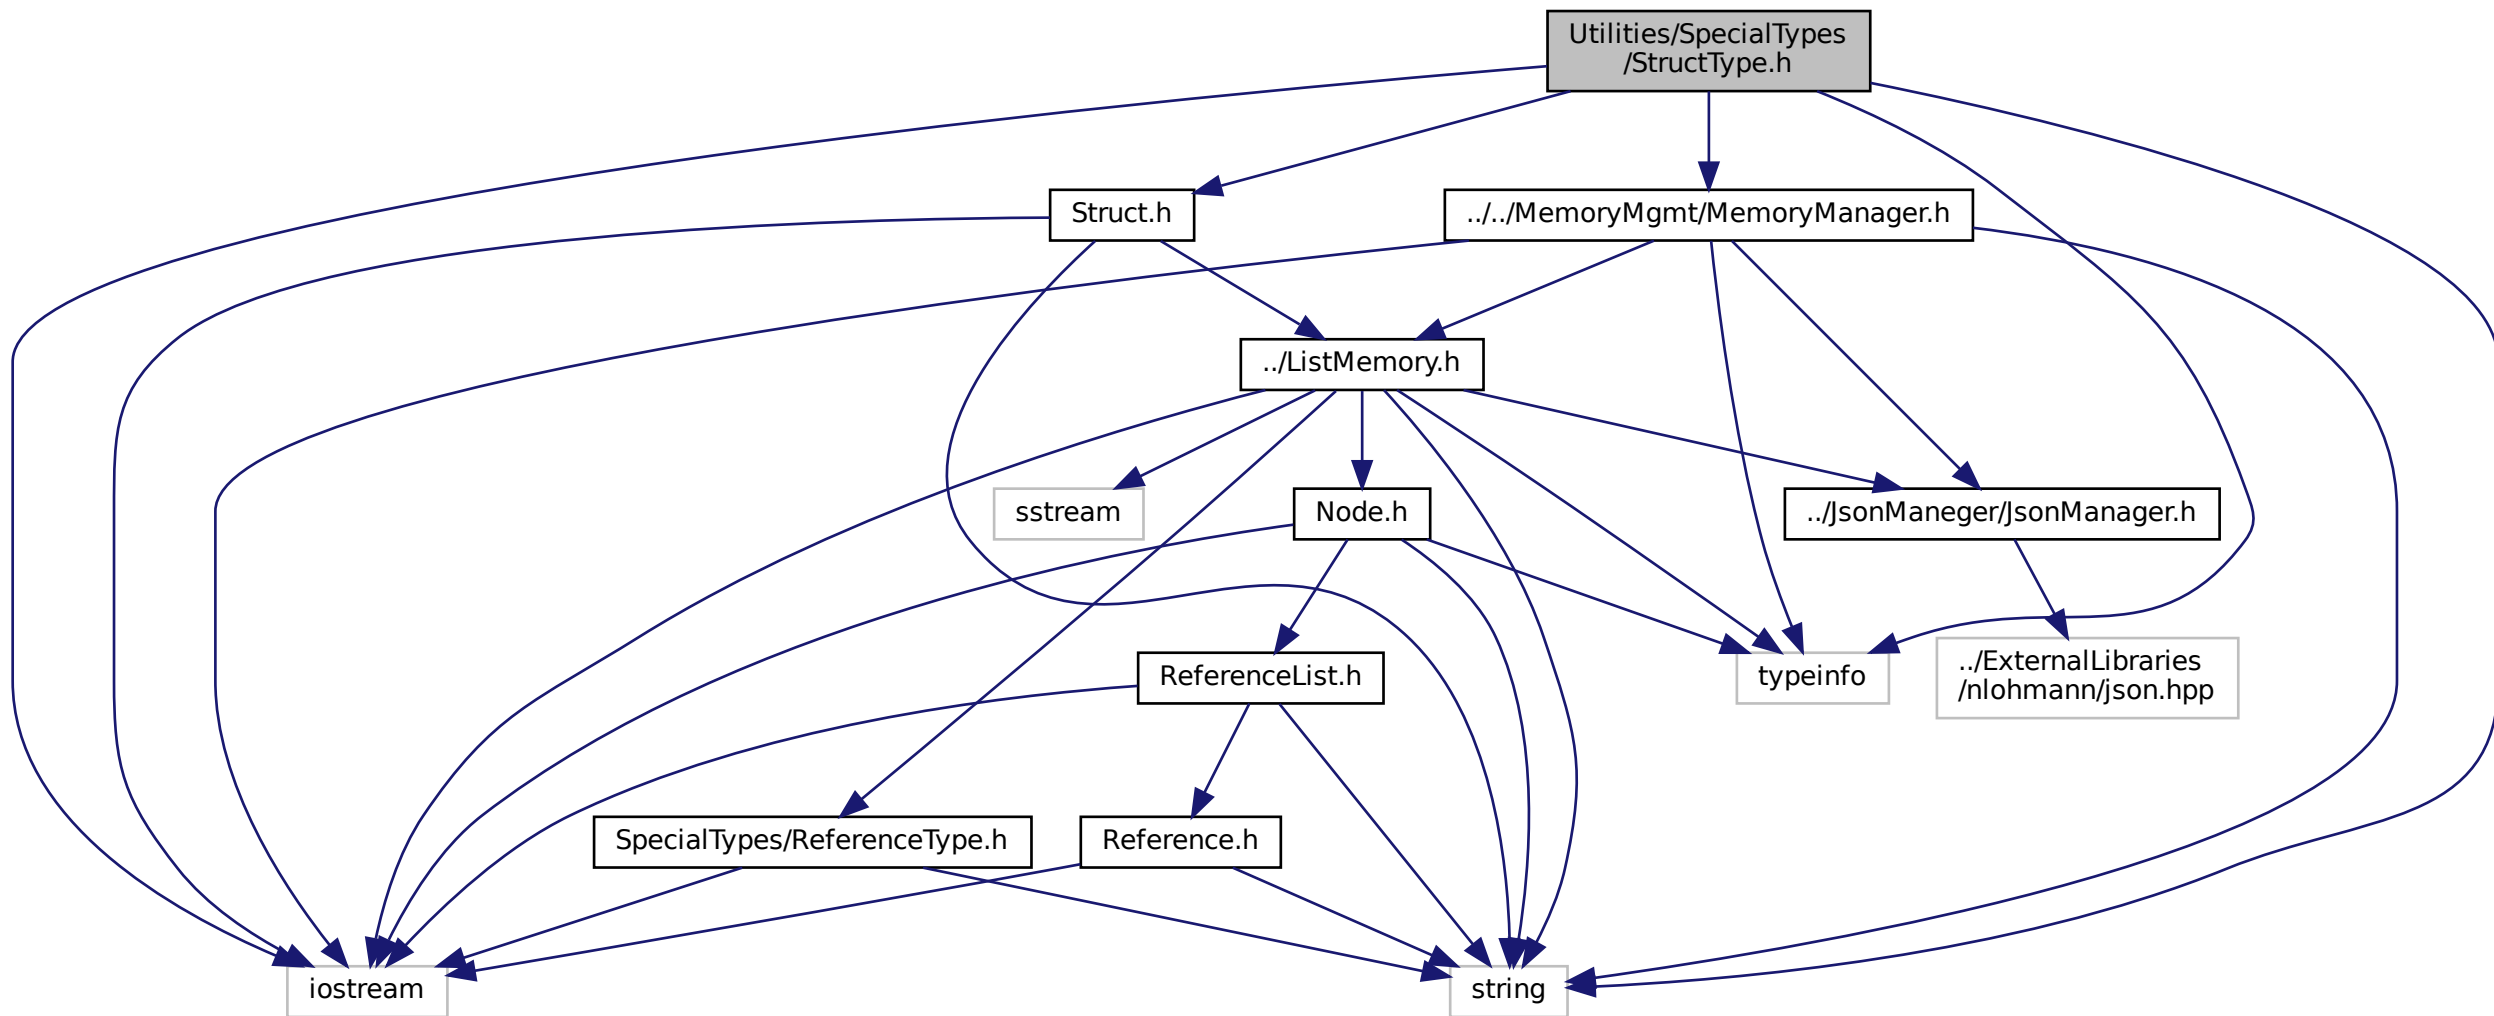 Utilities/SpecialTypes
/StructType.h
Struct.h
../../MemoryMgmt/MemoryManager.h
../ListMemory.h
sstream
Node.h
../JsonManeger/JsonManager.h
ReferenceList.h
typeinfo
../ExternalLibraries
/nlohmann/json.hpp
SpecialTypes/ReferenceType.h
Reference.h
iostream
string